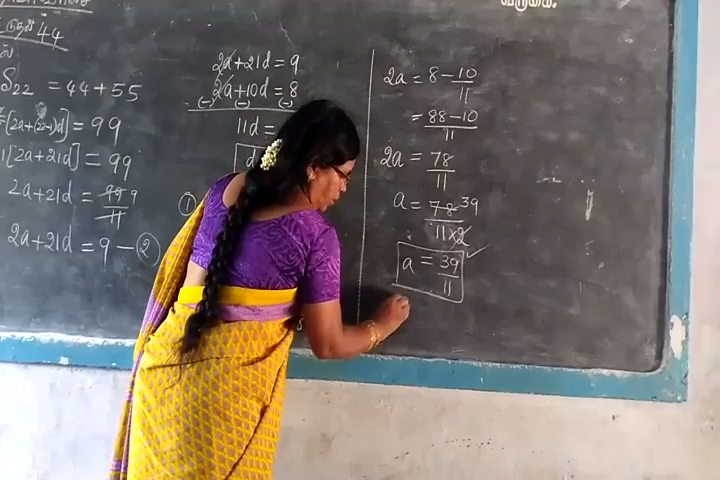 44
S₂₂ = 44 + 55
[2a+(22-1)d] = 99
[2a+21d] = 99
2a+21d = 99 9 / 11
2a+21d = 9 — ②
2a+21d = 9
2a+10d = 8
(-) (-) (-)
11d =
d
①
2a = 8 - 10/11
= 88-10 / 11
2a = 78/11
a = 78 39 / 11×2
a = 39/11